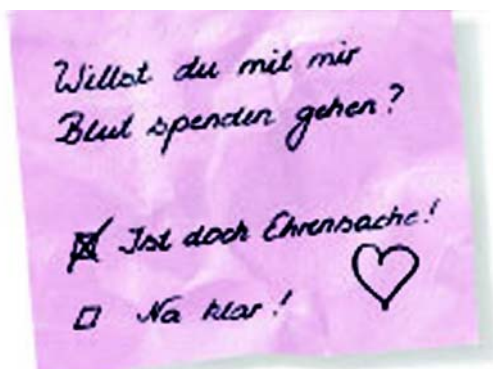 Willst du mit mir
Blut spenden gehen?
☒ Ist doch Ehrensache!
☐ Na klar!